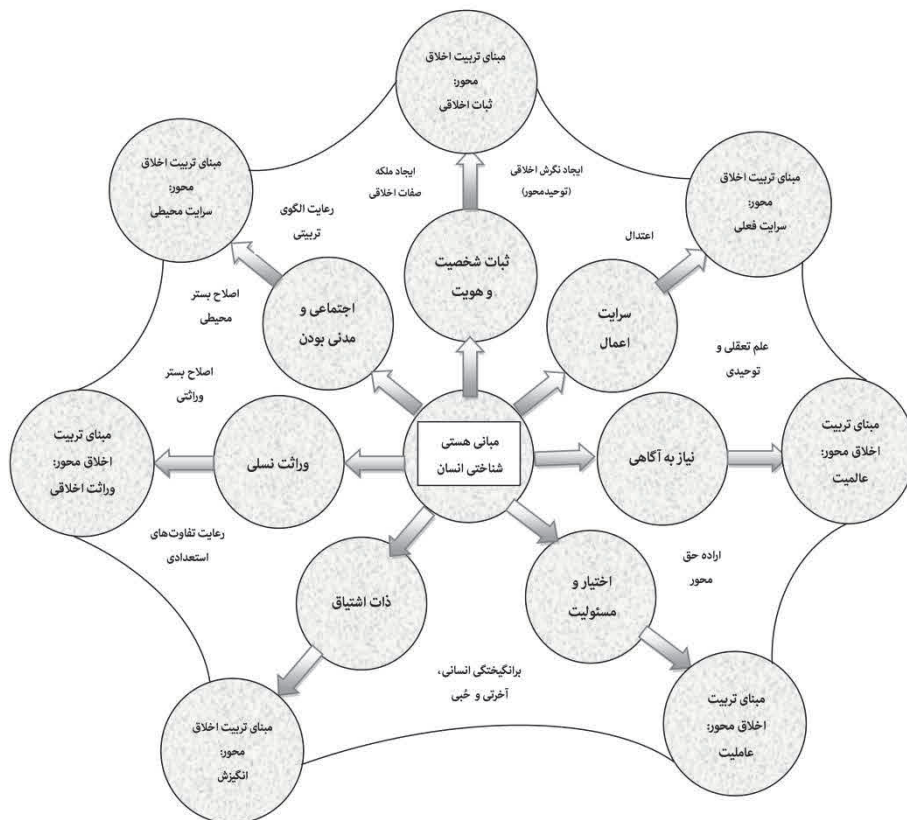 مبنای تربیت اخلاق
محور:
ثبات اخلاقی
مبنای تربیت اخلاق
محور:
سرایت محیطی
مبنای تربیت اخلاق
محور:
سرایت فعلی
ایجاد ملکه
صفات اخلاقی
ایجاد نگرش اخلاقی
(توحیدمحور)
رعایت الگوی
تربیتی
اعتدال
ثبات شخصیت
و هویت
اجتماعی و
مدنی بودن
سرایت
اعمال
اصلاح بستر
محیطی
علم تعقلی و
توحیدی
اصلاح بستر
وراثتی
مبنای تربیت
اخلاق محور:
وراثت اخلاقی
وراثت نسلی
مبانی هستی
شناختی انسان
نیاز به آگاهی
مبنای تربیت
اخلاق محور:
عالمیت
رعایت تفاوت‌های
استعدادی
اراده حق
محور
ذات اشتیاق
اختیار و
مسئولیت
برانگیختگی انسانی،
آخرتی و حُبی
مبنای تربیت اخلاق
محور:
انگیزش
مبنای تربیت
اخلاق محور:
عاملیت